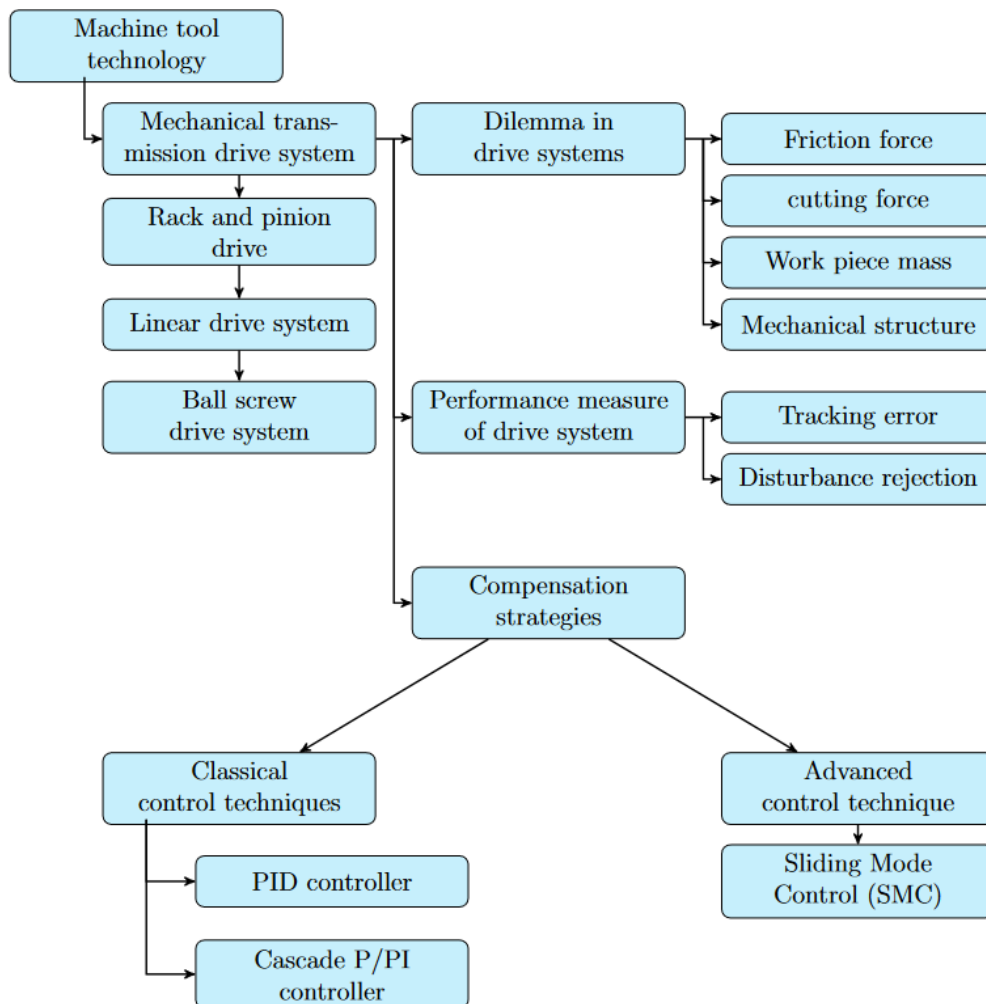 Machine tool
technology
Mechanical trans-
mission drive system
Dilemma in
drive systems
Friction force
cutting force
Work piece mass
Mechanical structure
Rack and pinion
drive
Linear drive system
Ball screw
drive system
Performance measure
of drive system
Tracking error
Disturbance rejection
Compensation
strategies
Classical
control techniques
PID controller
Cascade P/PI
controller
Advanced
control technique
Sliding Mode
Control (SMC)